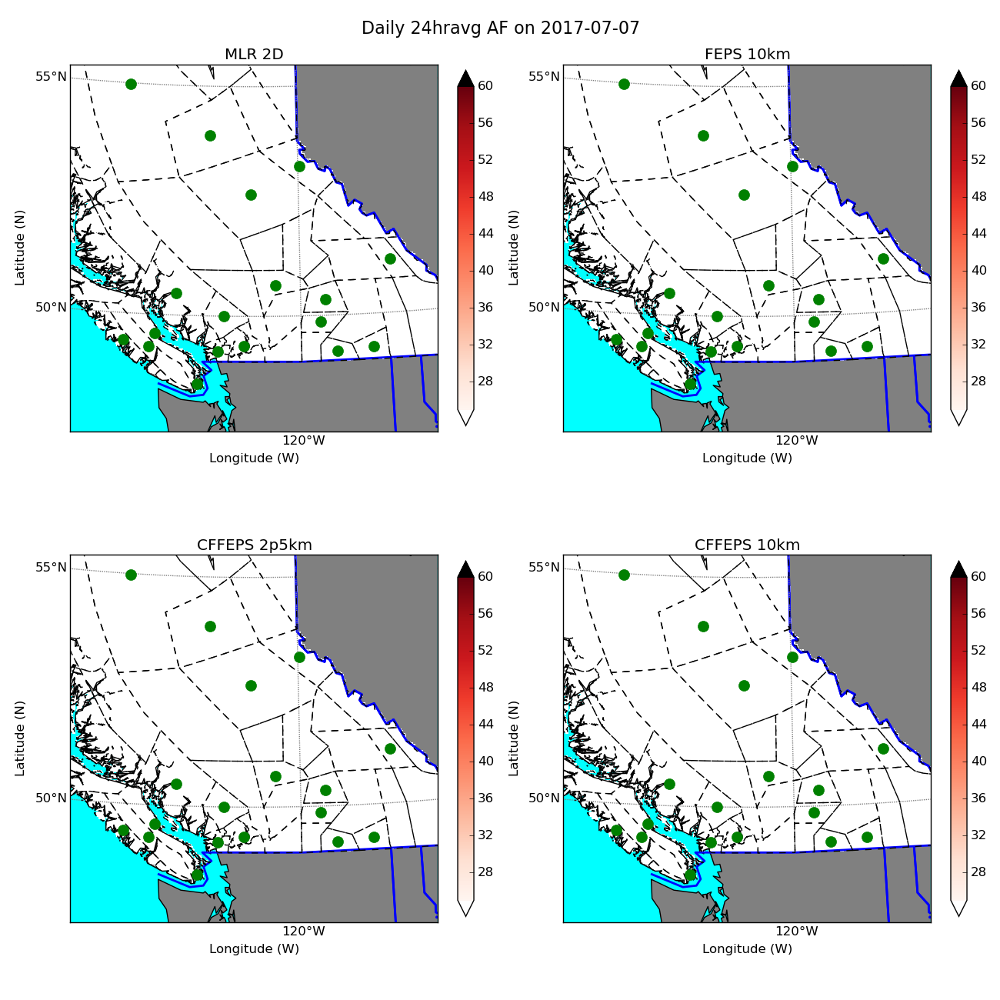 Daily 24hravg AF on 2017-07-07
MLR 2D
55°N
50°N
120°W
Longitude (W)
Latitude (N)
60
56
52
48
44
40
36
32
28
FEPS 10km
55°N
50°N
120°W
Longitude (W)
Latitude (N)
60
56
52
48
44
40
36
32
28
CFFEPS 2p5km
55°N
50°N
120°W
Longitude (W)
Latitude (N)
60
56
52
48
44
40
36
32
28
CFFEPS 10km
55°N
50°N
120°W
Longitude (W)
Latitude (N)
60
56
52
48
44
40
36
32
28